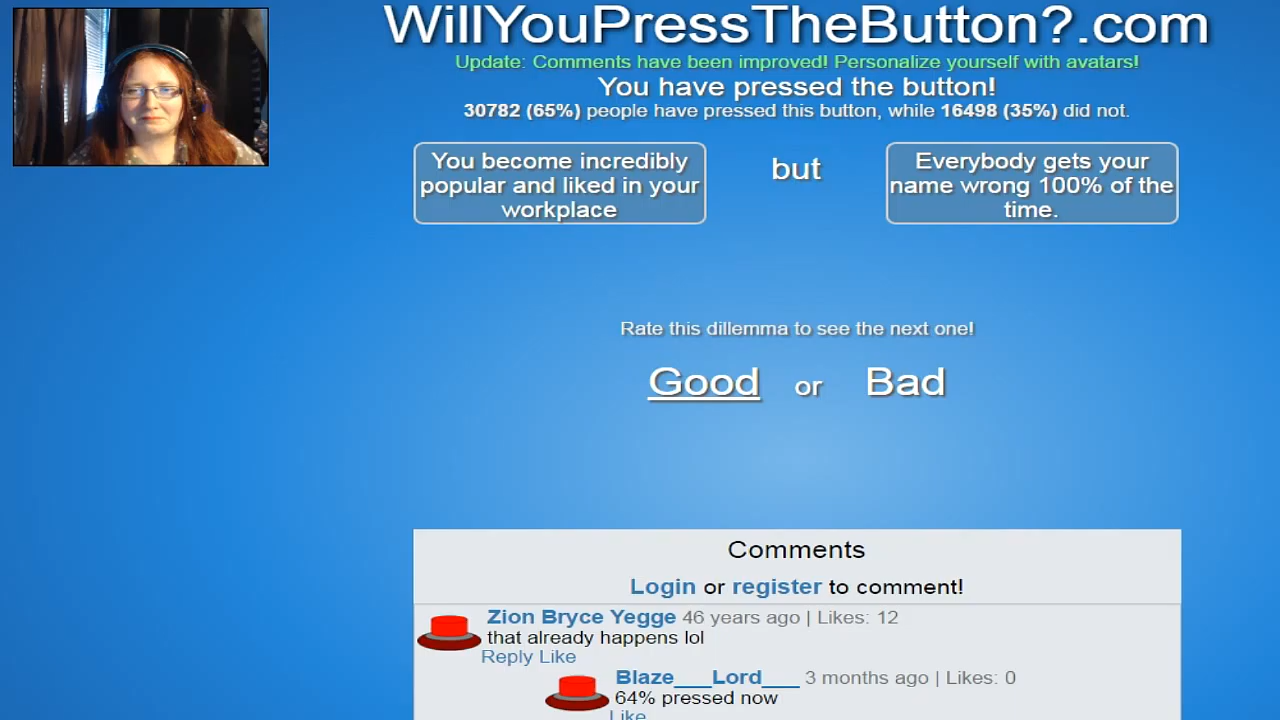 WillYouPressTheButton?.com
Update: Comments have been improved! Personalize yourself with avatars!
You have pressed the button!
30782 (65%) people have pressed this button, while 16498 (35%) did not.
You become incredibly
popular and liked in your
workplace
but
Everybody gets your
name wrong 100% of the
time.
Rate this dillemma to see the next one!
Good or Bad
Comments
Login or register to comment!
Zion Bryce Yegge 46 years ago | Likes: 12
that already happens lol
Reply Like
Blaze___Lord___ 3 months ago | Likes: 0
64% pressed now
Like